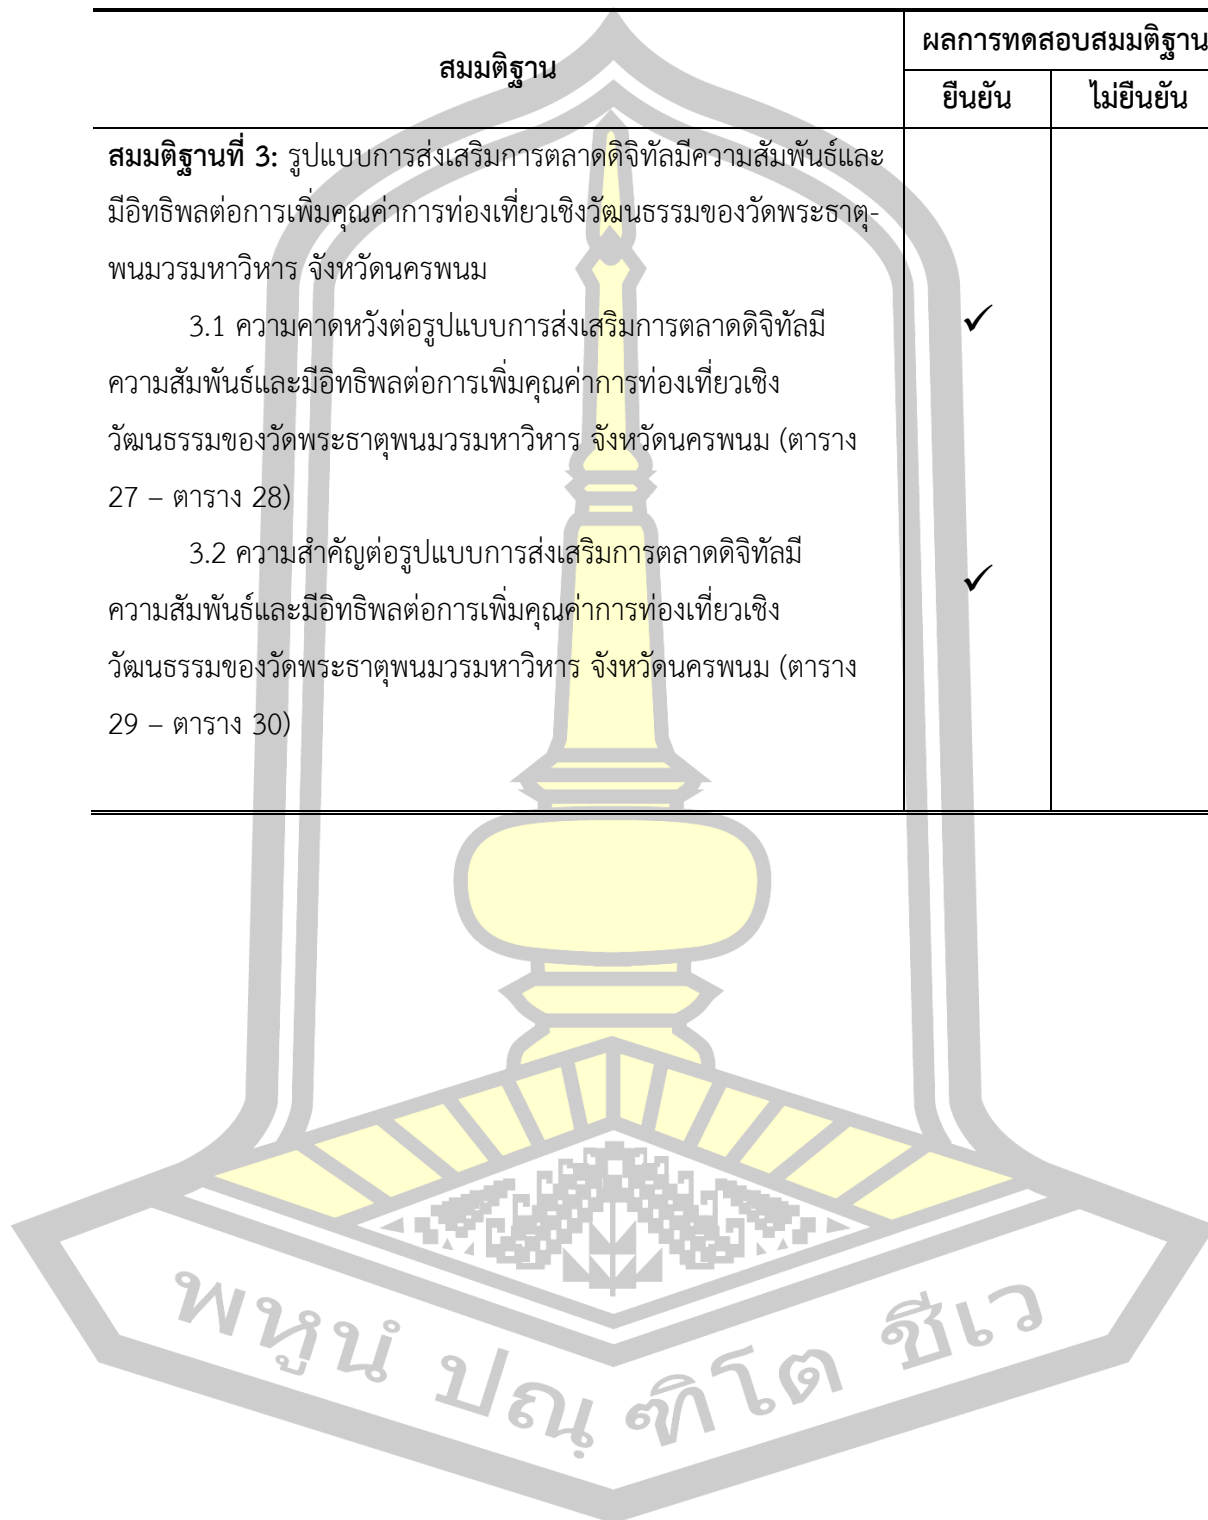 สมมติฐาน
ผลการทดสอบสมมติฐาน
ยืนยัน
ไม่ยืนยัน
สมมติฐานที่ 3: รูปแบบการส่งเสริมการตลาดดิจิทัลมีความสัมพันธ์และ
มีอิทธิพลต่อการเพิ่มคุณค่าการท่องเที่ยวเชิงวัฒนธรรมของวัดพระธาตุ-
พนมวรมหาวิหาร จังหวัดนครพนม
3.1 ความคาดหวังต่อรูปแบบการส่งเสริมการตลาดดิจิทัลมี
ความสัมพันธ์และมีอิทธิพลต่อการเพิ่มคุณค่าการท่องเที่ยวเชิง
วัฒนธรรมของวัดพระธาตุพนมวรมหาวิหาร จังหวัดนครพนม (ตาราง
27 – ตาราง 28)
✓
3.2 ความสำคัญต่อรูปแบบการส่งเสริมการตลาดดิจิทัลมี
ความสัมพันธ์และมีอิทธิพลต่อการเพิ่มคุณค่าการท่องเที่ยวเชิง
วัฒนธรรมของวัดพระธาตุพนมวรมหาวิหาร จังหวัดนครพนม (ตาราง
29 – ตาราง 30)
✓
พหูนํ ปณฺฑิโต ชีเว